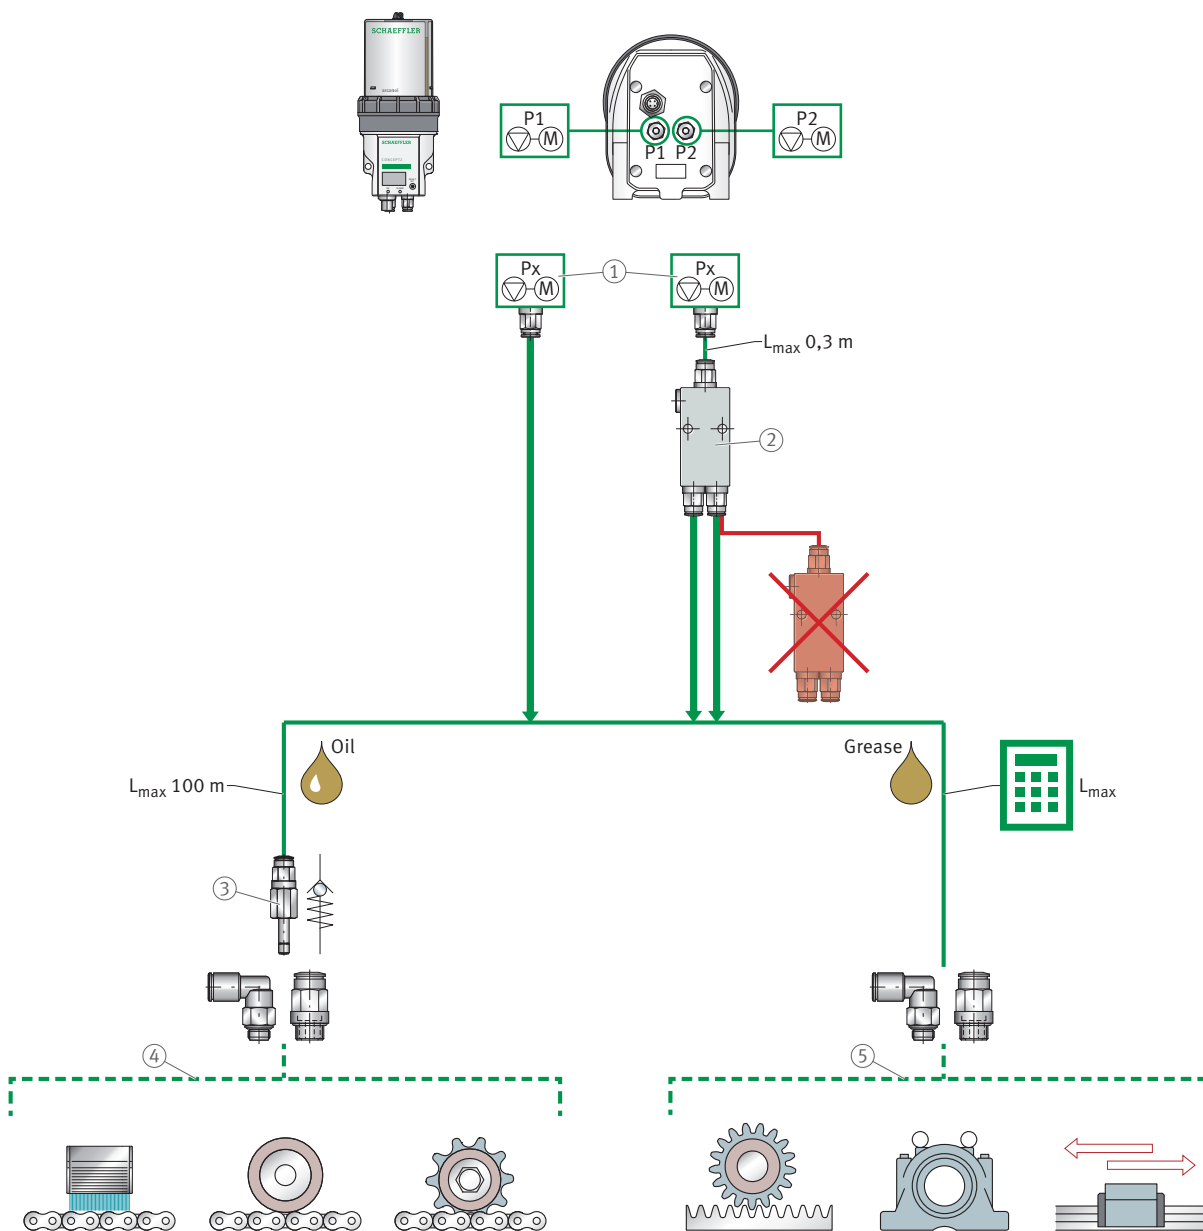 SCHAEFFLER
SCHAEFFLER
P1
M
P2
M
P1 P2
Px
M
1
Px
M
Lmax 0,3 m
2
Oil
Grease
Lmax 100 m
Lmax
3
4
5